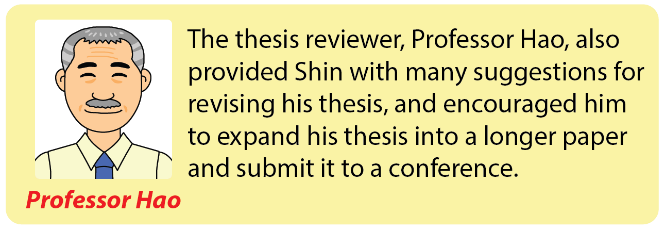 The thesis reviewer, Professor Hao, also
provided Shin with many suggestions for
revising his thesis, and encouraged him
to expand his thesis into a longer paper
and submit it to a conference.
Professor Hao